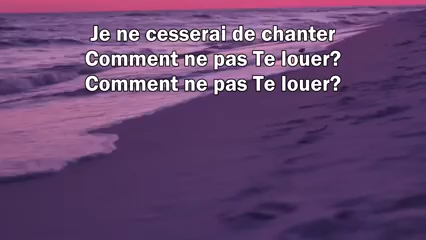 Je ne cesserai de chanter
Comment ne pas Te louer?
Comment ne pas Te louer?